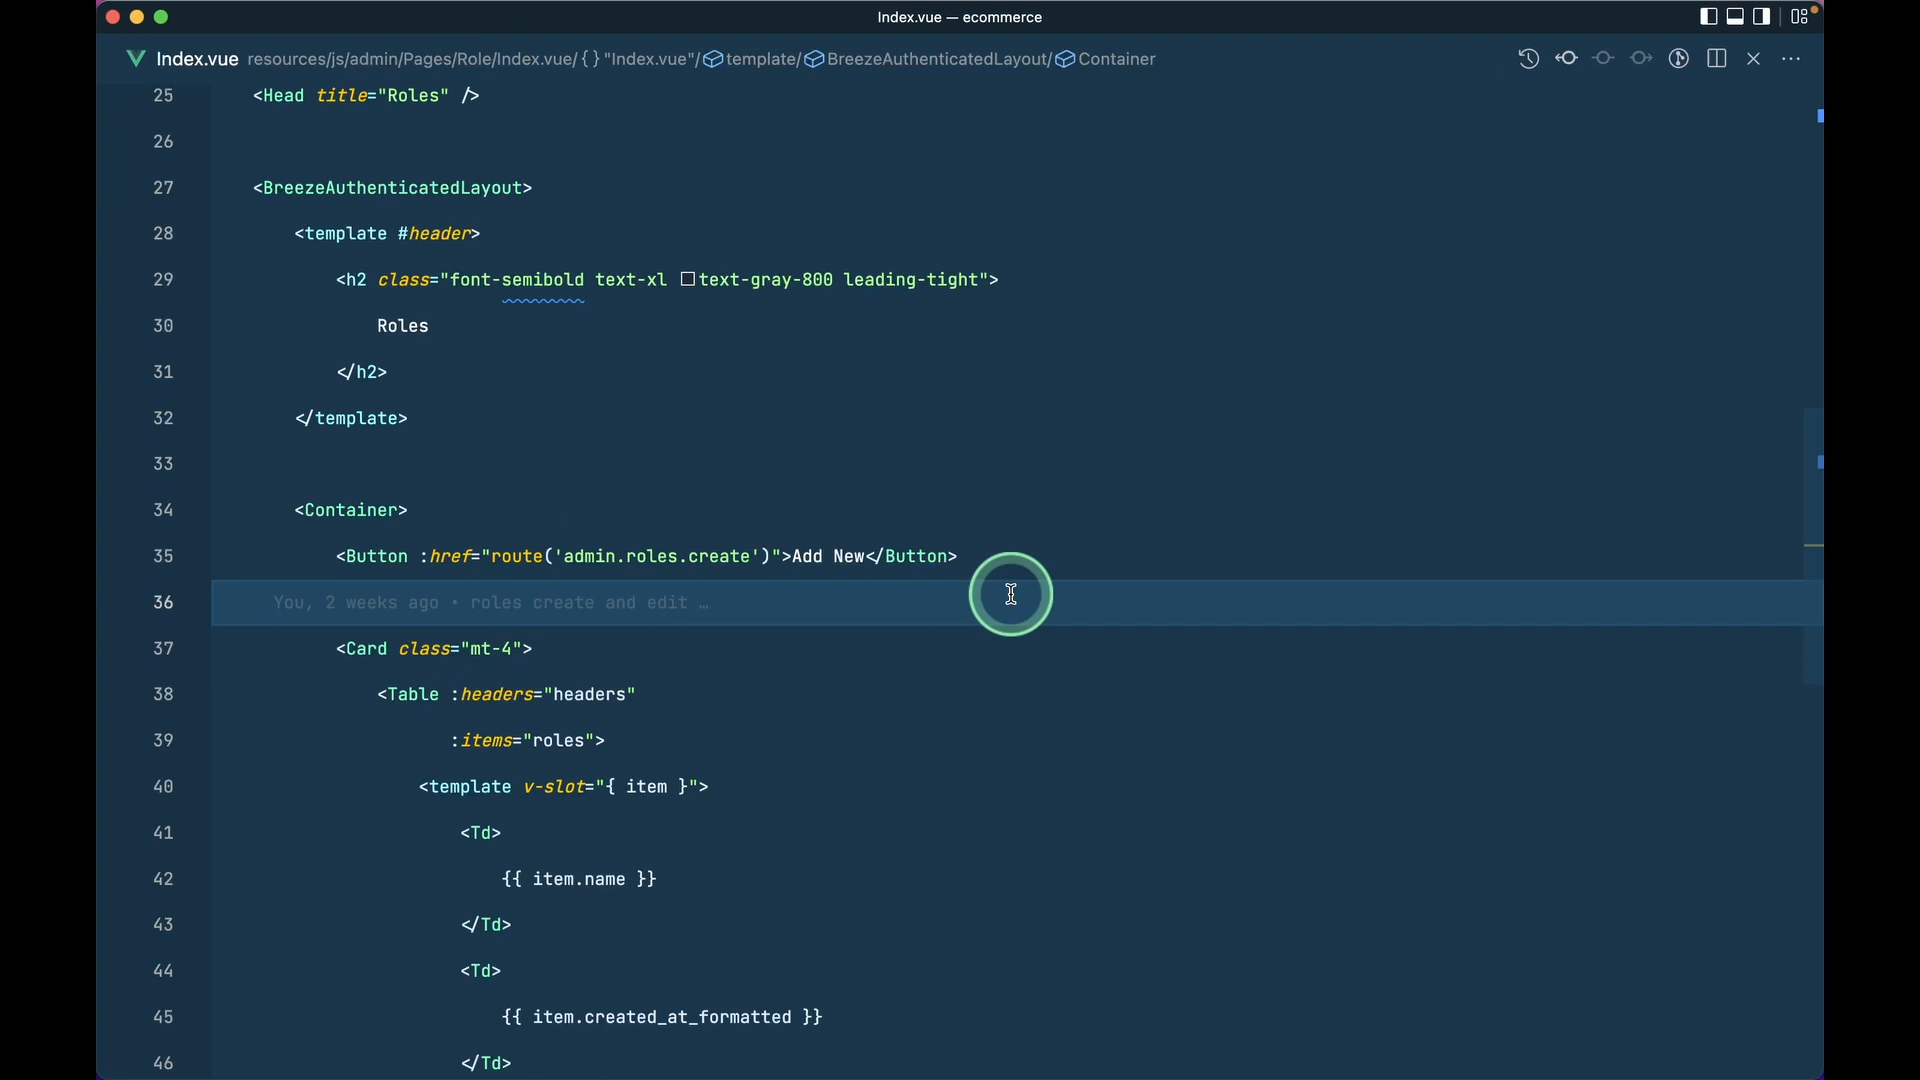 Index.vue — ecommerce
Index.vue resources/js/admin/Pages/Role/Index.vue/ {} "Index.vue"/ template/ BreezeAuthenticatedLayout/ Container
25 <Head title="Roles" />
26
27 <BreezeAuthenticatedLayout>
28 <template #header>
29 <h2 class="font-semibold text-xl text-gray-800 leading-tight">
30 Roles
31 </h2>
32 </template>
33
34 <Container>
35 <Button :href="route('admin.roles.create')">Add New</Button>
36 You, 2 weeks ago • roles create and edit …
37 <Card class="mt-4">
38 <Table :headers="headers"
39 :items="roles">
40 <template v-slot="{ item }">
41 <Td>
42 {{ item.name }}
43 </Td>
44 <Td>
45 {{ item.created_at_formatted }}
46 </Td>